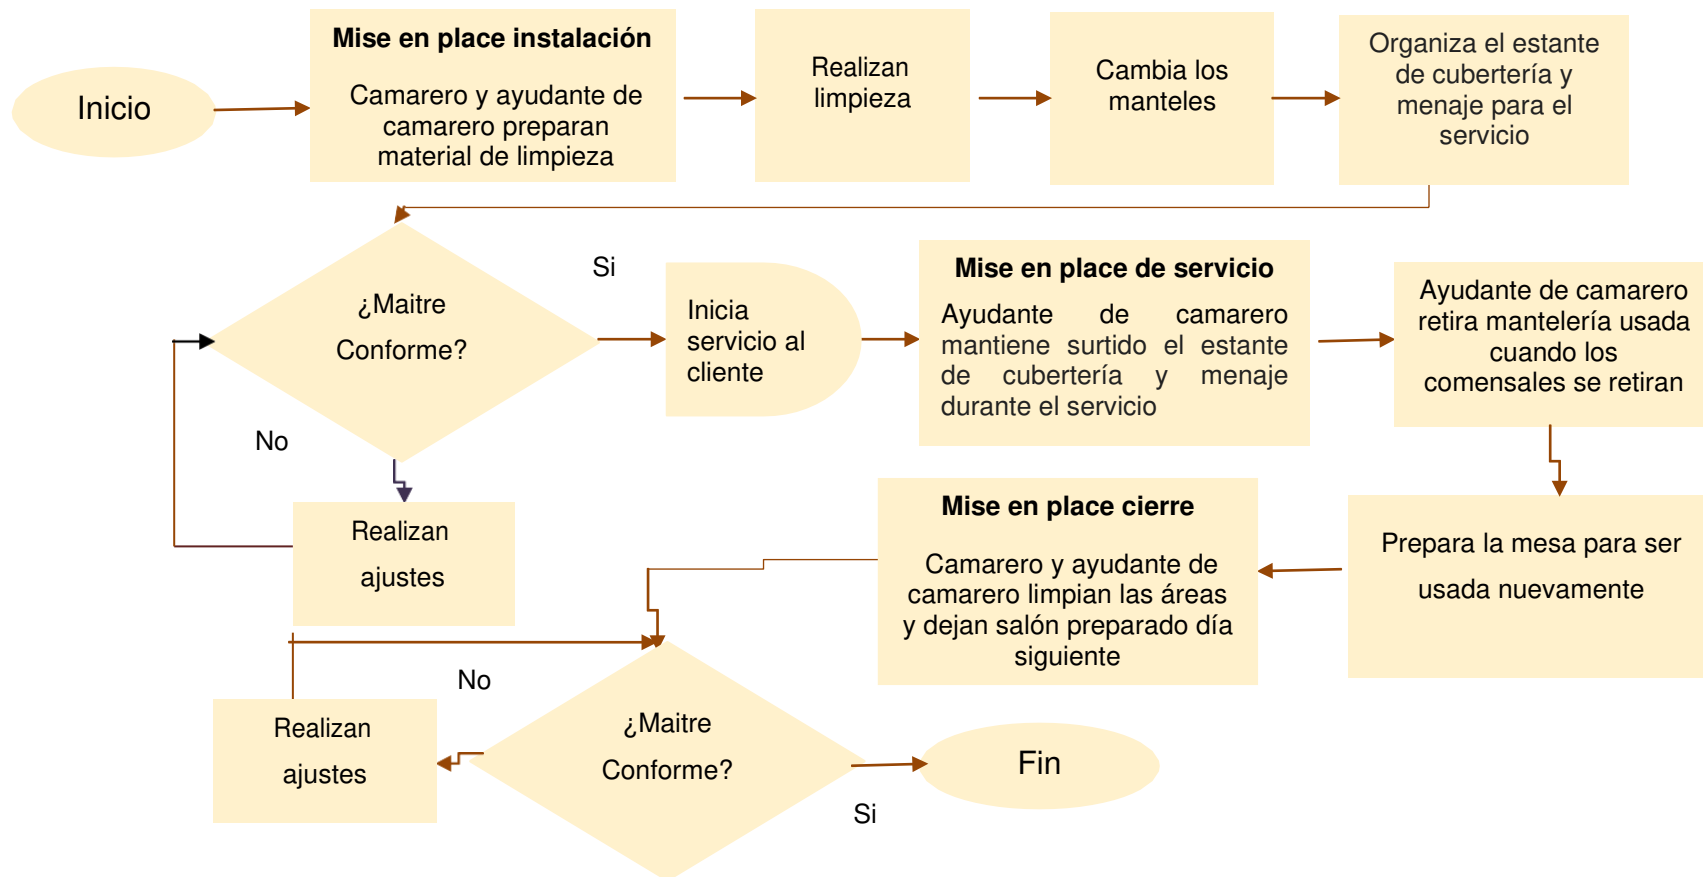 Inicio
Mise en place instalación
Camarero y ayudante de
camarero preparan
material de limpieza
Realizan
limpieza
Cambia los
manteles
Organiza el estante
de cubertería y
menaje para el
servicio
¿Maitre
Conforme?
Si
No
Realizan
ajustes
Inicia
servicio al
cliente
Mise en place de servicio
Ayudante de camarero
mantiene surtido el estante
de cubertería y menaje
durante el servicio
Ayudante de camarero
retira mantelería usada
cuando los
comensales se retiran
Prepara la mesa para ser
usada nuevamente
Mise en place cierre
Camarero y ayudante de
camarero limpian las áreas
y dejan salón preparado día
siguiente
¿Maitre
Conforme?
No
Realizan
ajustes
Si
Fin